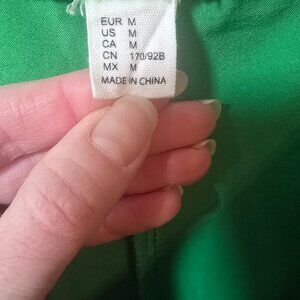 EUR M
US M
CA M
CN 170/92B
MX M
MADE IN CHINA